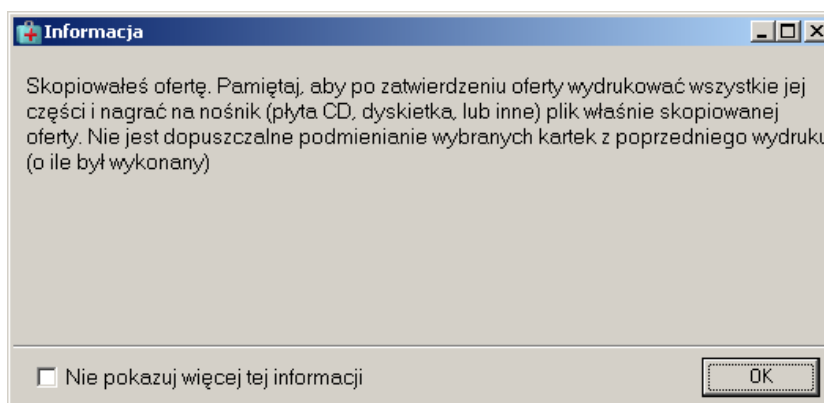 Informacja
Skopiowałeś ofertę. Pamiętaj, aby po zatwierdzeniu oferty wydrukować wszystkie jej
części i nagrać na nośnik (płyta CD, dyskietka, lub inne) plik właśnie skopiowanej
oferty. Nie jest dopuszczalne podmienianie wybranych kartek z poprzedniego wydruku
(o ile był wykonany)
Nie pokazuj więcej tej informacji
OK